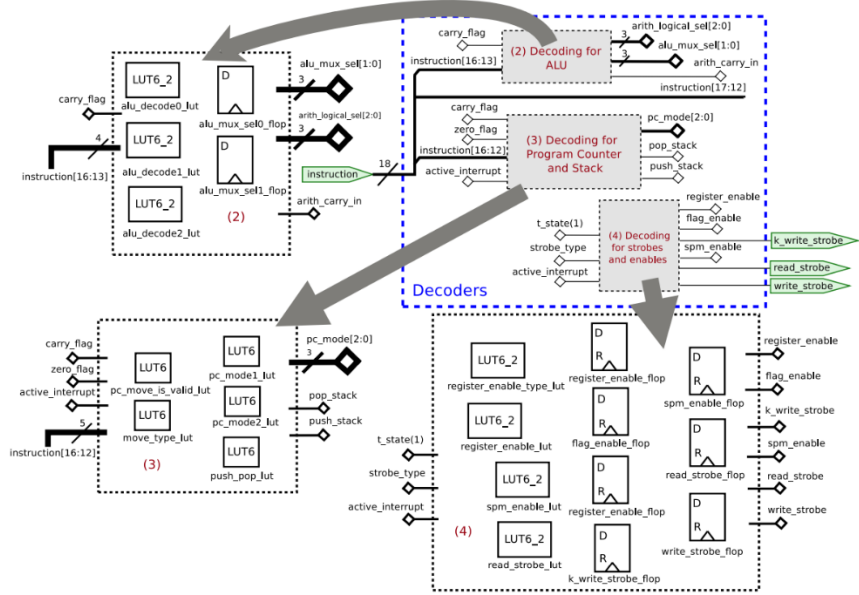 LUT6_2
alu_decode0_lut
D
alu_mux_sel0_flop
alu_mux_sel[1:0]
3
carry_flag
LUT6_2
alu_decode1_lut
D
alu_mux_sel1_flop
arith_logical_sel[2:0]
3
4
instruction[16:13]
LUT6_2
alu_decode2_lut
(2)
arith_carry_in
carry_flag
(2) Decoding for
ALU
arith_logical_sel[2:0]
3
alu_mux_sel[1:0]
3
arith_carry_in
instruction[16:13]
instruction[17:12]
carry_flag
zero_flag
(3) Decoding for
Program Counter
and Stack
pc_mode[2:0]
pop_stack
push_stack
instruction
18
instruction[16:12]
active_interrupt
t_state(1)
strobe_type
active_interrupt
(4) Decoding
for strobes
and enables
register_enable
flag_enable
k_write_strobe
spm_enable
read_strobe
write_strobe
Decoders
carry_flag
zero_flag
active_interrupt
5
instruction[16:12]
LUT6
pc_move_is_valid_lut
LUT6
move_type_lut
(3)
LUT6
pc_mode1_lut
LUT6
pc_mode2_lut
LUT6
push_pop_lut
pc_mode[2:0]
3
pop_stack
push_stack
t_state(1)
strobe_type
active_interrupt
LUT6_2
register_enable_type_lut
LUT6_2
register_enable_lut
LUT6_2
spm_enable_lut
(4)
LUT6_2
read_strobe_lut
D
R
register_enable_flop
D
R
flag_enable_flop
D
R
register_enable_flop
D
R
k_write_strobe_flop
D
R
spm_enable_flop
D
R
read_strobe_flop
D
R
write_strobe_flop
register_enable
flag_enable
k_write_strobe
spm_enable
read_strobe
write_strobe